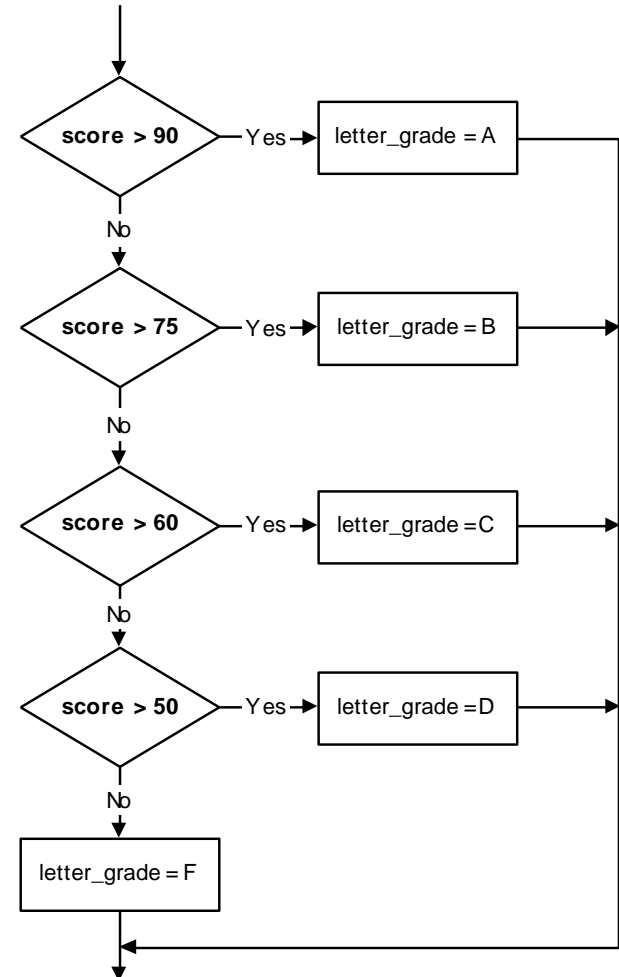 score > 90
Yes
letter_grade = A
No
score > 75
Yes
letter_grade = B
No
score > 60
Yes
letter_grade = C
No
score > 50
Yes
letter_grade = D
No
letter_grade = F